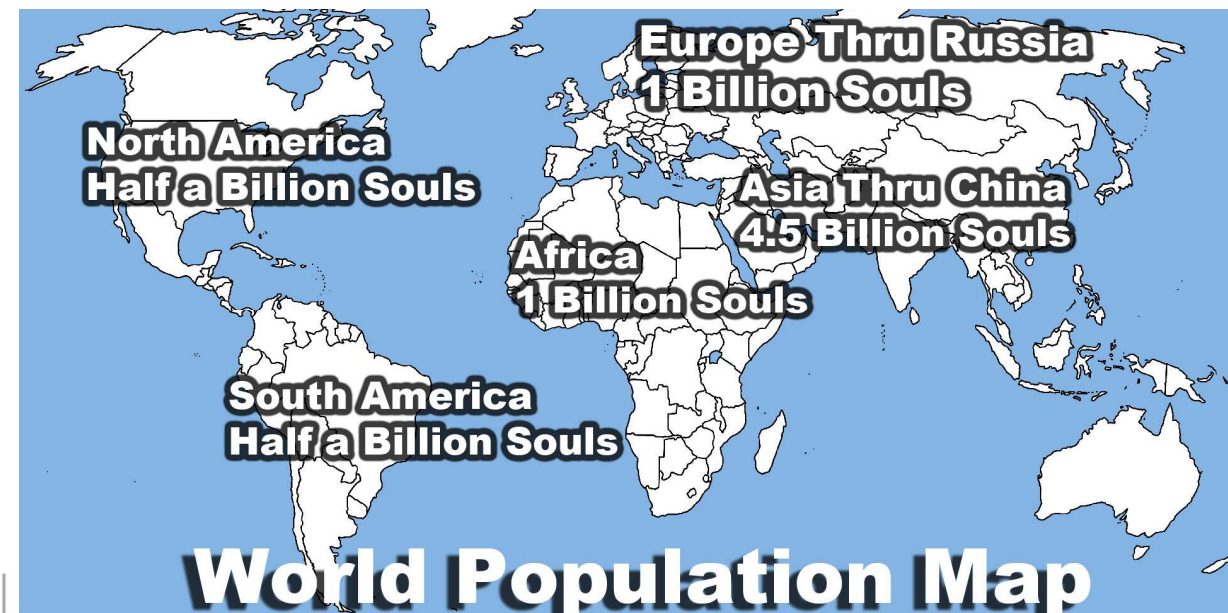 Europe Thru Russia
1 Billion Souls
North America
Half a Billion Souls
Asia Thru China
4.5 Billion Souls
Africa
1 Billion Souls
South America
Half a Billion Souls
World Population Map